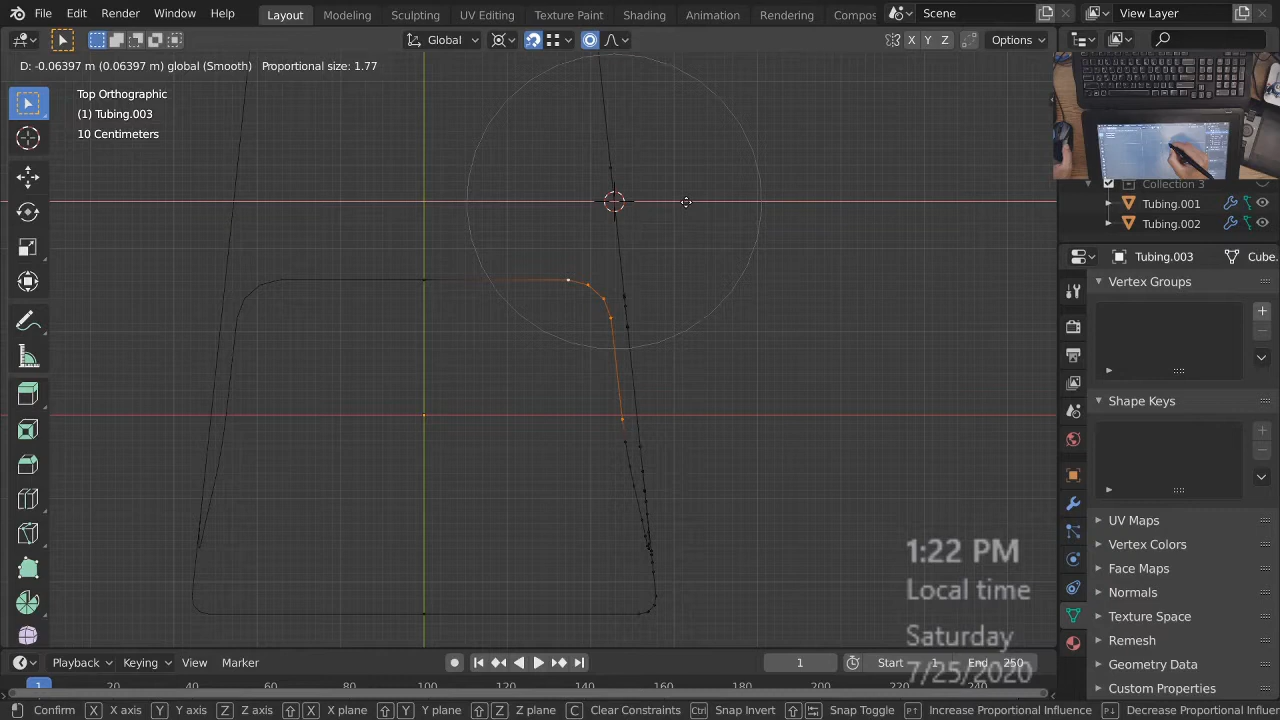 File Edit Render Window Help Layout Modeling Sculpting UV Editing Texture Paint Shading Animation Rendering Compos Scene View Layer
Global X Y Z Options
D: -0.06397 m (0.06397 m) global (Smooth) Proportional size: 1.77
Top Orthographic
(1) Tubing.003
10 Centimeters
Collection 3
Tubing.001
Tubing.002
Tubing.003 Cube.
Vertex Groups
Shape Keys
UV Maps
Vertex Colors
Face Maps
Normals
Texture Space
Remesh
Geometry Data
Custom Properties
1:22 PM
Local time
Saturday
7/25/2020
Playback Keying View Marker 1 Start 1 End 250
1 20 60 80 100 120 140 160 180 200 220 240
Confirm X X axis Y Y axis Z Z axis X X plane Y Y plane Z Z plane C Clear Constraints Ctrl Snap Invert Snap Toggle Increase Proportional Influence Decrease Proportional Influ